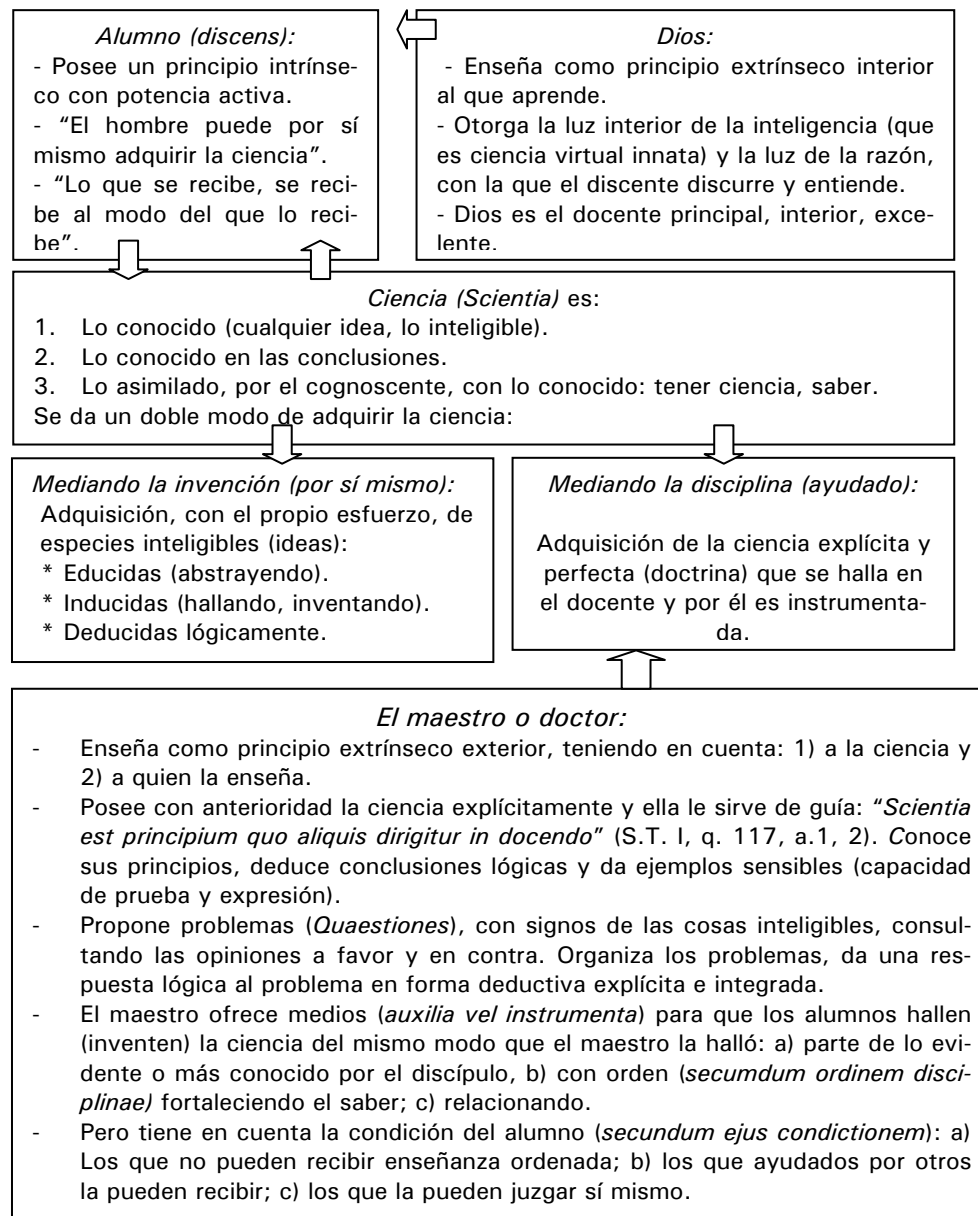 Alumno (discens):
- Posee un principio intrínse-
co con potencia activa.
- "El hombre puede por sí
mismo adquirir la ciencia".
- "Lo que se recibe, se reci-
be al modo del que lo reci-
be".
Dios:
- Enseña como principio extrínseco interior
al que aprende.
- Otorga la luz interior de la inteligencia (que
es ciencia virtual innata) y la luz de la razón,
con la que el discente discurre y entiende.
- Dios es el docente principal, interior, exce-
lente.
Ciencia (Scientia) es:
1. Lo conocido (cualquier idea, lo inteligible).
2. Lo conocido en las conclusiones.
3. Lo asimilado, por el cognoscente, con lo conocido: tener ciencia, saber.
Se da un doble modo de adquirir la ciencia:
Mediando la invención (por sí mismo):
Adquisición, con el propio esfuerzo, de
especies inteligibles (ideas):
* Educidas (abstrayendo).
* Inducidas (hallando, inventando).
* Deducidas lógicamente.
Mediando la disciplina (ayudado):
Adquisición de la ciencia explícita y
perfecta (doctrina) que se halla en
el docente y por él es instrumenta-
da.
El maestro o doctor:
- Enseña como principio extrínseco exterior, teniendo en cuenta: 1) a la ciencia y
2) a quien la enseña.
- Posee con anterioridad la ciencia explícitamente y ella le sirve de guía: "Scientia
est principium quo aliquis dirigitur in docendo" (S.T. I, q. 117, a.1, 2). Conoce
sus principios, deduce conclusiones lógicas y da ejemplos sensibles (capacidad
de prueba y expresión).
- Propone problemas (Quaestiones), con signos de las cosas inteligibles, consul-
tando las opiniones a favor y en contra. Organiza los problemas, da una res-
puesta lógica al problema en forma deductiva explícita e integrada.
- El maestro ofrece medios (auxilia vel instrumenta) para que los alumnos hallen
(inventen) la ciencia del mismo modo que el maestro la halló: a) parte de lo evi-
dente o más conocido por el discípulo, b) con orden (secumdum ordinem disci-
plinae) fortaleciendo el saber; c) relacionando.
- Pero tiene en cuenta la condición del alumno (secundum ejus condictionem): a)
Los que no pueden recibir enseñanza ordenada; b) los que ayudados por otros
la pueden recibir; c) los que la pueden juzgar sí mismo.